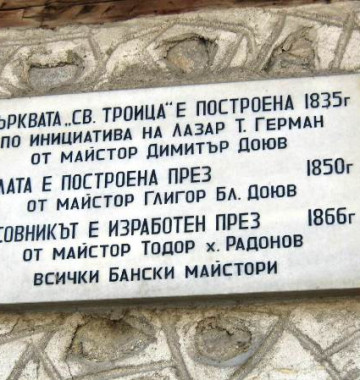 ЪРКВАТА „СВ. ТРОИЦА" Е ПОСТРОЕНА 1835г
ПО ИНИЦИАТИВА НА ЛАЗАР Т. ГЕРМАН
ОТ МАЙСТОР ДИМИТЪР ДОЮВ
ЛАТА Е ПОСТРОЕНА ПРЕЗ 1850г
ОТ МАЙСТОР ГЛИГОР БЛ. ДОЮВ
СОВНИКЪТ Е ИЗРАБОТЕН ПРЕЗ 1866г
ОТ МАЙСТОР ТОДОР Х. РАДОНОВ
ВСИЧКИ БАНСКИ МАЙСТОРИ